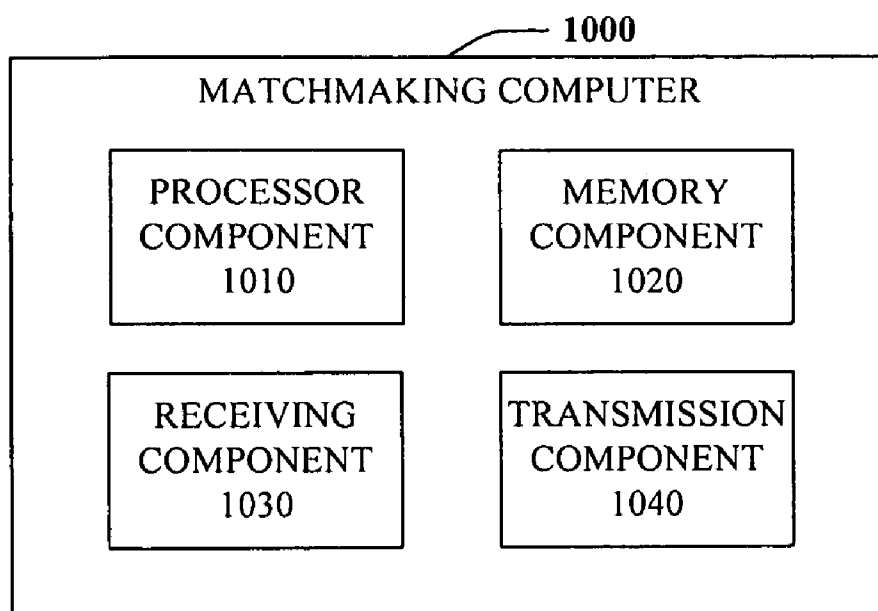 1000
MATCHMAKING COMPUTER
PROCESSOR
COMPONENT
1010
MEMORY
COMPONENT
1020
RECEIVING
COMPONENT
1030
TRANSMISSION
COMPONENT
1040